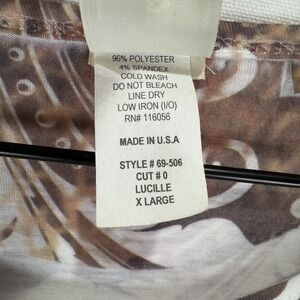 96% POLYESTER
4% SPANDEX
COLD WASH
DO NOT BLEACH
LINE DRY
LOW IRON (I/O)
RN# 116056
MADE IN U.S.A
STYLE # 69-506
CUT # 0
LUCILLE
X LARGE